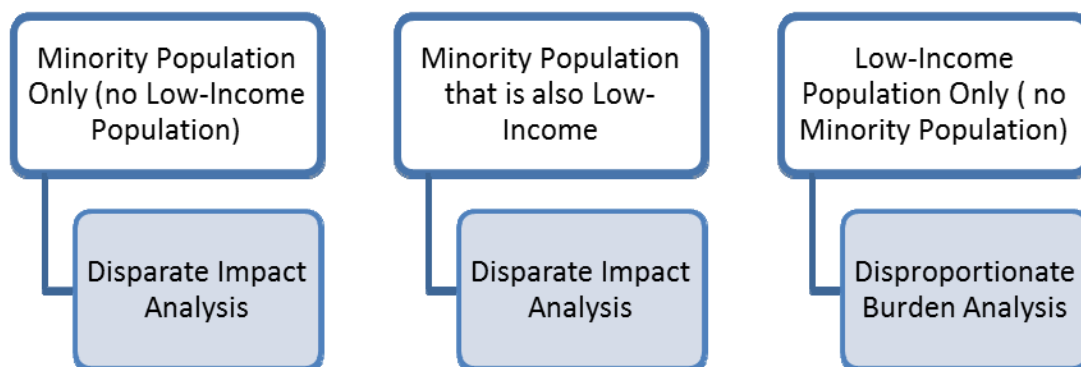 Minority Population
Only (no Low-Income
Population)
Disparate Impact
Analysis
Minority Population
that is also Low-
Income
Disparate Impact
Analysis
Low-Income
Population Only ( no
Minority Population)
Disproportionate
Burden Analysis